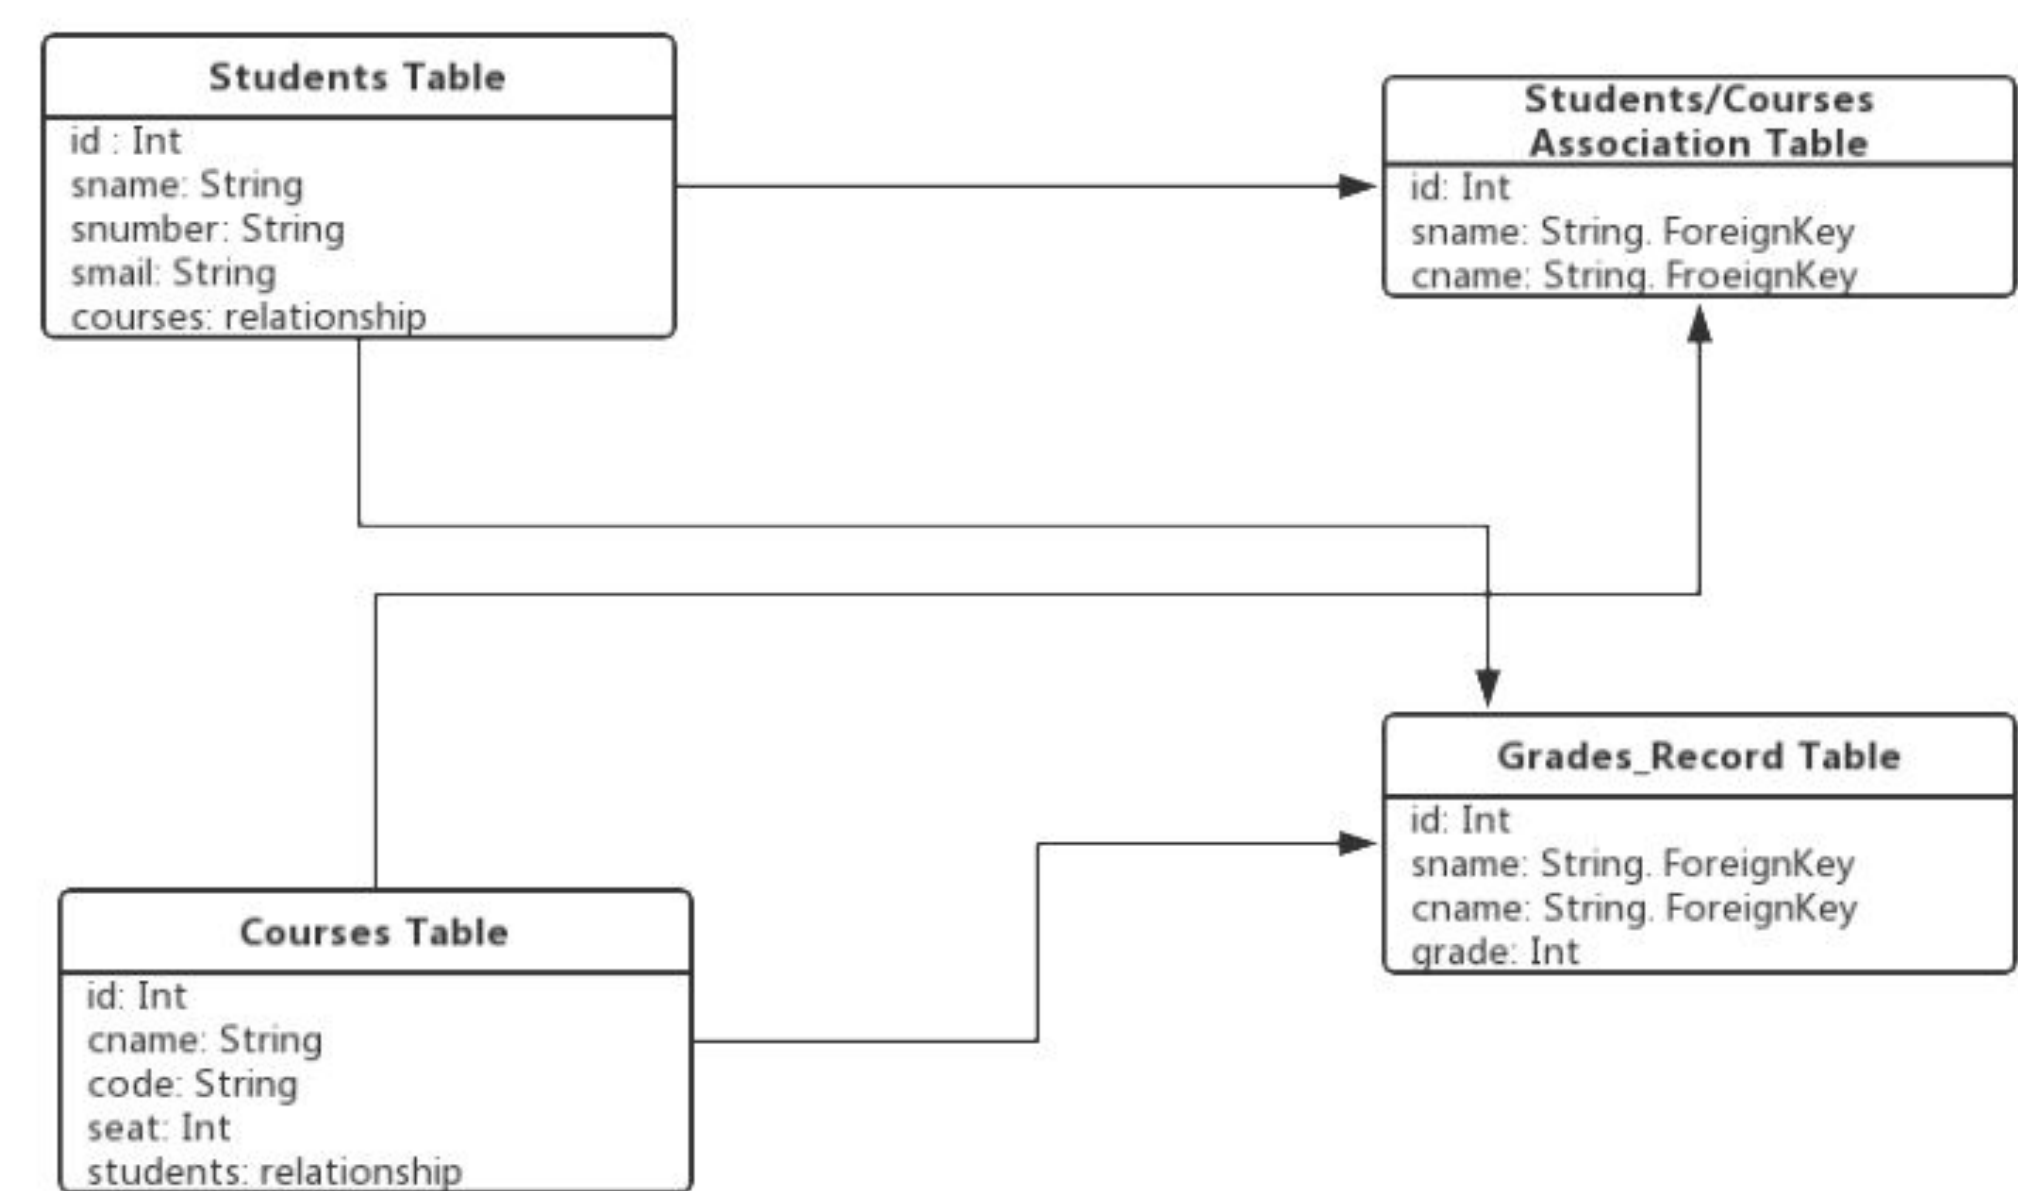 Students Table
id : Int
sname: String
snumber: String
smail: String
courses: relationship
Students/Courses
Association Table
id: Int
sname: String. ForeignKey
cname: String. FroeignKey
Courses Table
id: Int
cname: String
code: String
seat: Int
students: relationship
Grades_Record Table
id: Int
sname: String. ForeignKey
cname: String. ForeignKey
grade: Int